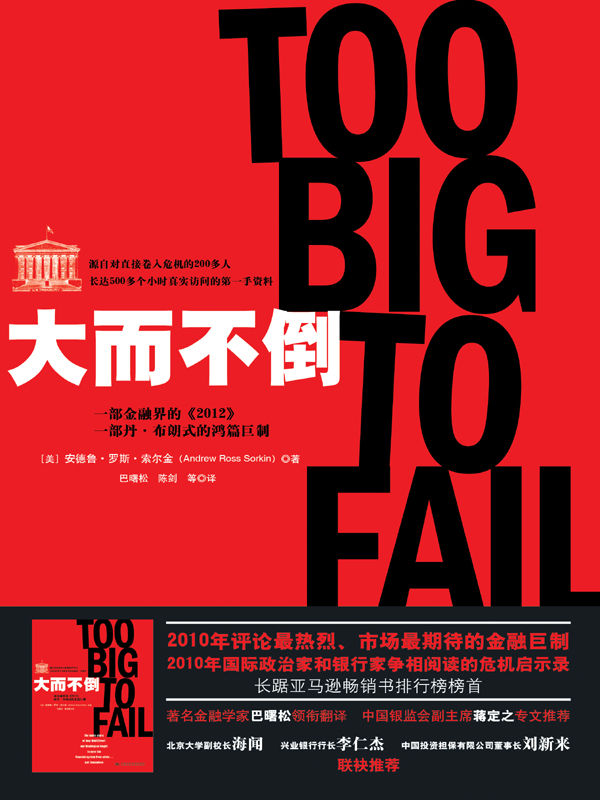 TOO
BIG
TO
FAIL
源自对直接卷入危机的200多人
长达500多个小时真实访问的第一手资料
大而不倒
一部金融界的《2012》
一部丹·布朗式的鸿篇巨制
［美］安德鲁·罗斯·索尔金（Andrew Ross Sorkin）◎著
巴曙松 陈剑 等◎译
TOO
BIG
TO
FAIL
大而不倒
2010年评论最热烈、市场最期待的金融巨制
2010年国际政治家和银行家争相阅读的危机启示录
长踞亚马逊畅销书排行榜榜首
著名金融学家巴曙松领衔翻译 中国银监会副主席蒋定之专文推荐
北京大学副校长海闻 兴业银行行长李仁杰 中国投资担保有限公司董事长刘新来
联袂推荐